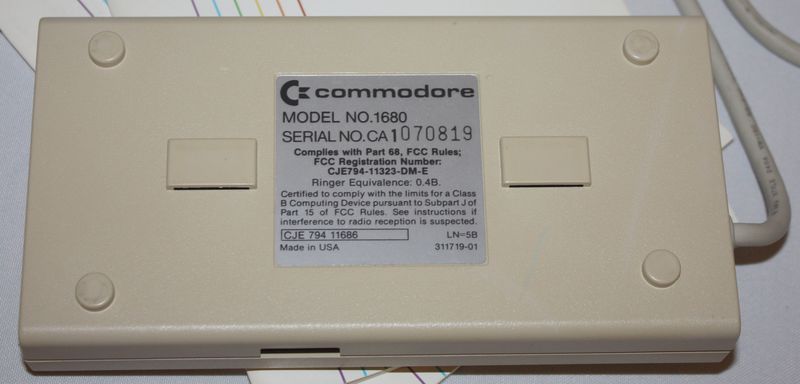 commodore
MODEL NO.1680
SERIAL NO. CA 1070819
Complies with Part 68, FCC Rules;
FCC Registration Number:
CJE794-11323-DM-E
Ringer Equivalence: 0.4B.
Certified to comply with the limits for a Class
B Computing Device pursuant to Subpart J of
Part 15 of FCC Rules. See instructions if
interference to radio reception is suspected.
CJE 794 11686 LN=5B
Made in USA 311719-01